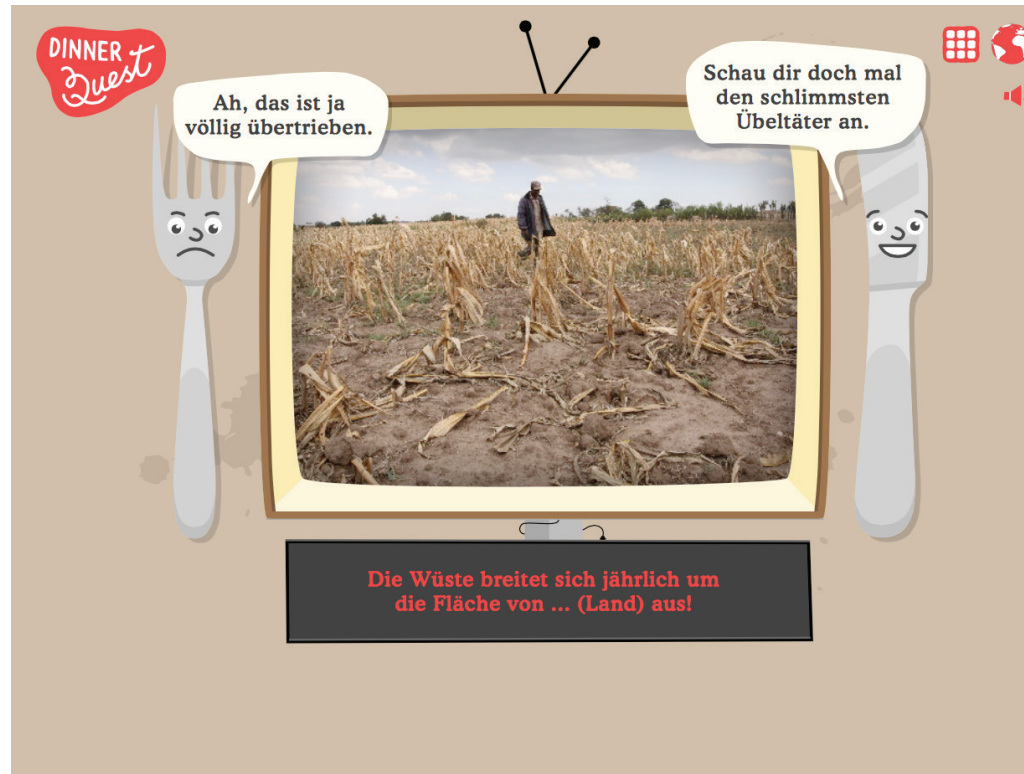 DINNER
Quest
Ah, das ist ja
völlig übertrieben.
Schau dir doch mal
den schlimmsten
Übeltäter an.
Die Wüste breitet sich jährlich um
die Fläche von ... (Land) aus!